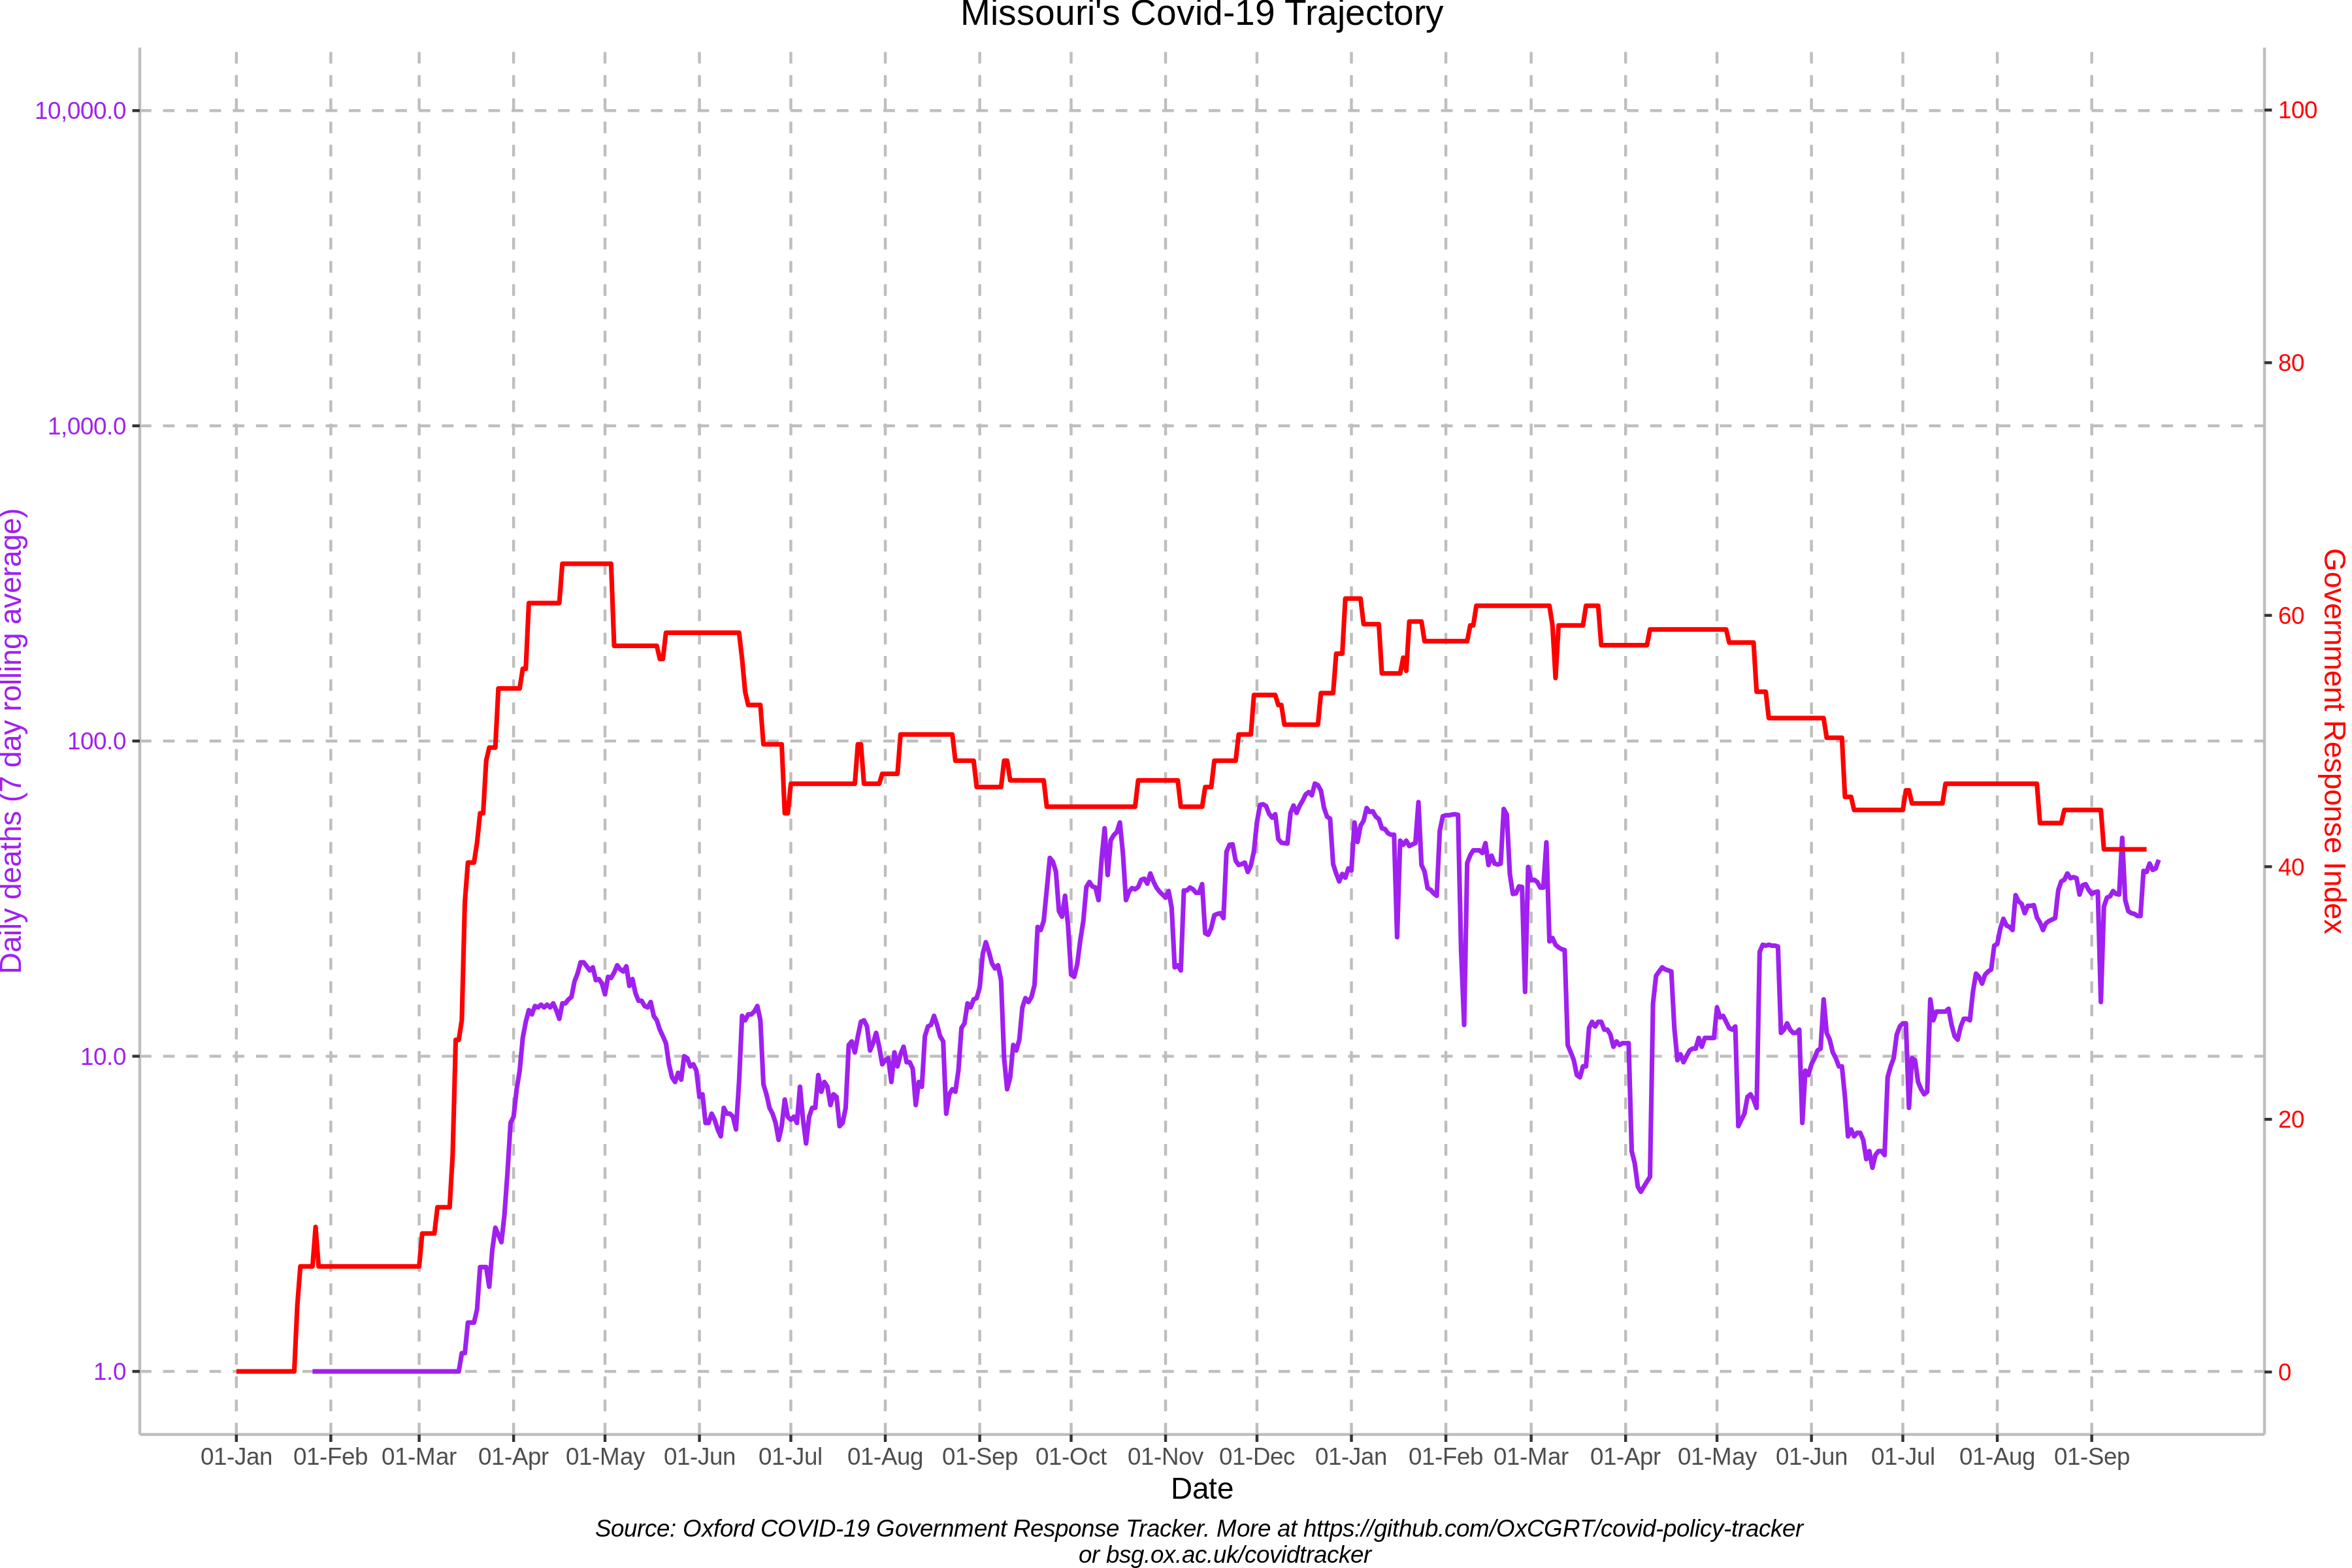 Missouri's Covid-19 Trajectory
10,000.0
1,000.0
100.0
10.0
1.0
Daily deaths (7 day rolling average)
100
80
60
40
20
0
Government Response Index
01-Jan 01-Feb 01-Mar 01-Apr 01-May 01-Jun 01-Jul 01-Aug 01-Sep 01-Oct 01-Nov 01-Dec 01-Jan 01-Feb 01-Mar 01-Apr 01-May 01-Jun 01-Jul 01-Aug 01-Sep
Date
Source: Oxford COVID-19 Government Response Tracker. More at https://github.com/OxCGRT/covid-policy-tracker
or bsg.ox.ac.uk/covidtracker